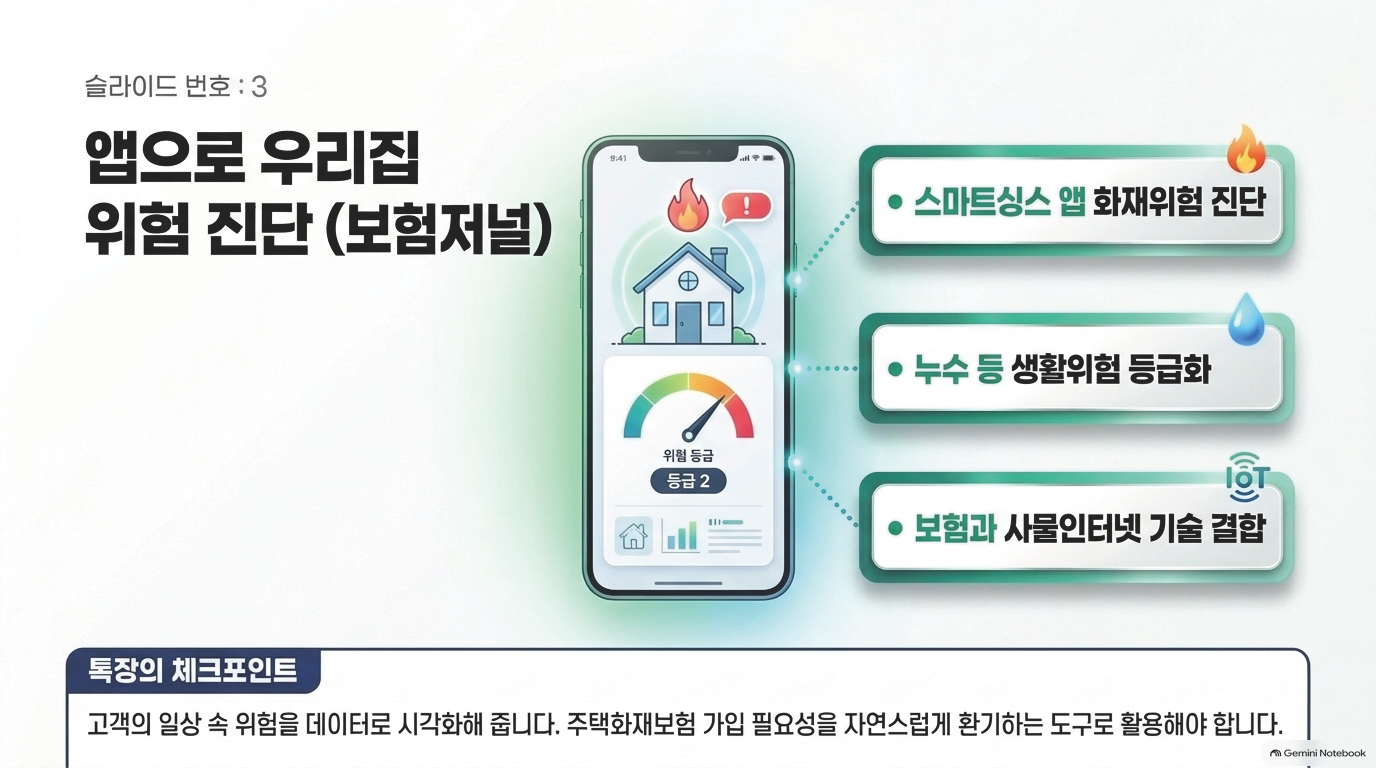 슬라이드 번호 : 3
앱으로 우리집
위험 진단 (보험저널)
9:41
!
위험 등급
등급 2
• 스마트싱스 앱 화재위험 진단
• 누수 등 생활위험 등급화
IoT
• 보험과 사물인터넷 기술 결합
톡장의 체크포인트
고객의 일상 속 위험을 데이터로 시각화해 줍니다. 주택화재보험 가입 필요성을 자연스럽게 환기하는 도구로 활용해야 합니다.
Gemini Notebook